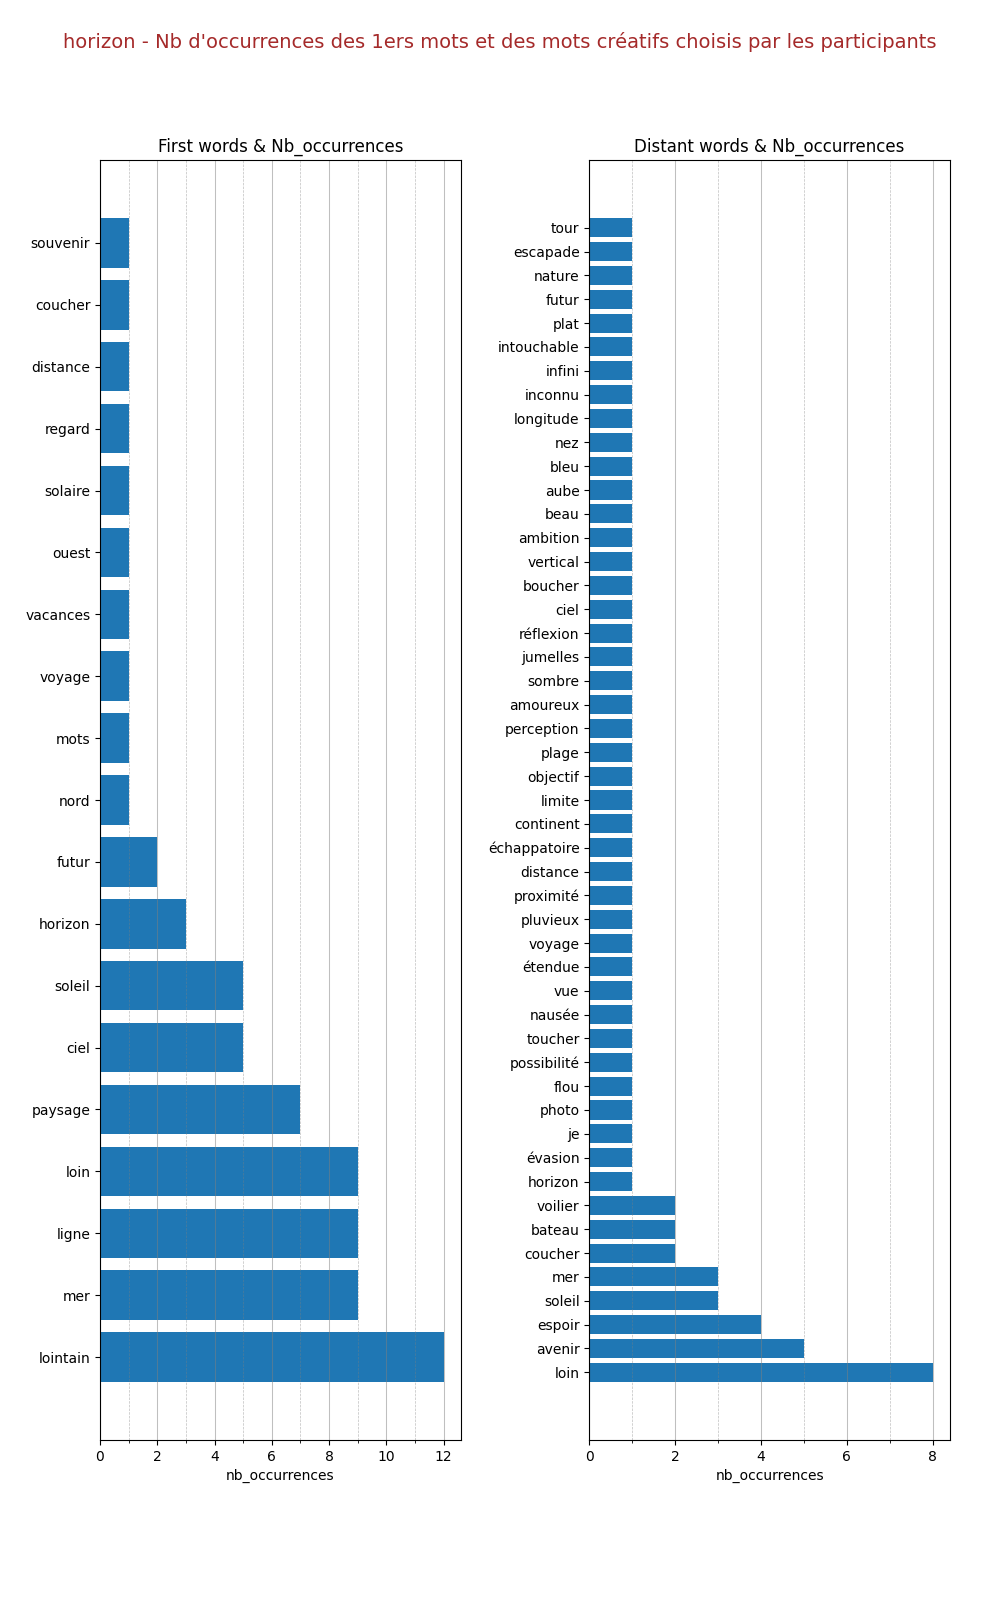 horizon - Nb d'occurrences des 1ers mots et des mots créatifs choisis par les participants
First words & Nb_occurrences
souvenir
coucher
distance
regard
solaire
ouest
vacances
voyage
mots
nord
futur
horizon
soleil
ciel
paysage
loin
ligne
mer
lointain
0 2 4 6 8 10 12
nb_occurrences
Distant words & Nb_occurrences
tour
escapade
nature
futur
plat
intouchable
infini
inconnu
longitude
nez
bleu
aube
beau
ambition
vertical
boucher
ciel
réflexion
jumelles
sombre
amoureux
perception
plage
objectif
limite
continent
échappatoire
distance
proximité
pluvieux
voyage
étendue
vue
nausée
toucher
possibilité
flou
photo
je
évasion
horizon
voilier
bateau
coucher
mer
soleil
espoir
avenir
loin
0 2 4 6 8
nb_occurrences